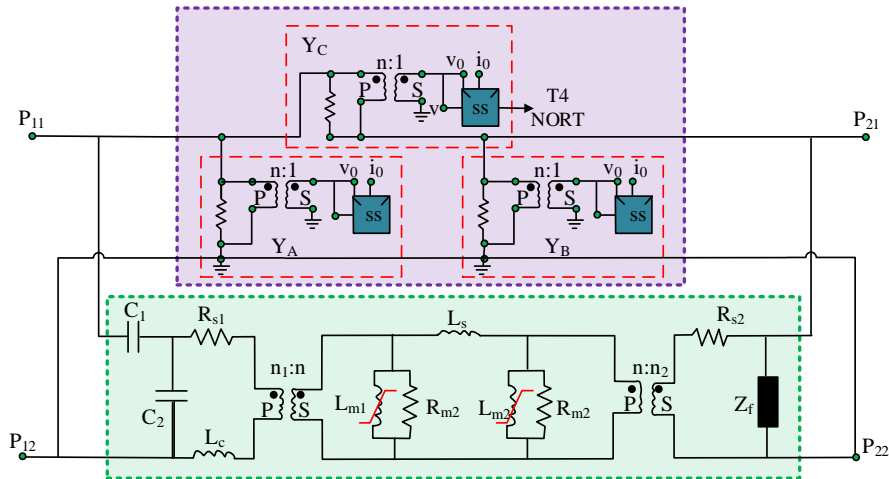 Y_C
n:1
v_0 i_0
P S
v
ss
T4
NORT
P_11
P_21
n:1
v_0 i_0
P S
ss
Y_A
n:1
v_0 i_0
P S
ss
Y_B
C_1
R_s1
L_s
R_s2
n_1:n
n:n_2
L_m1
R_m2
L_m2
R_m2
P S
P S
Z_f
C_2
L_c
P_12
P_22